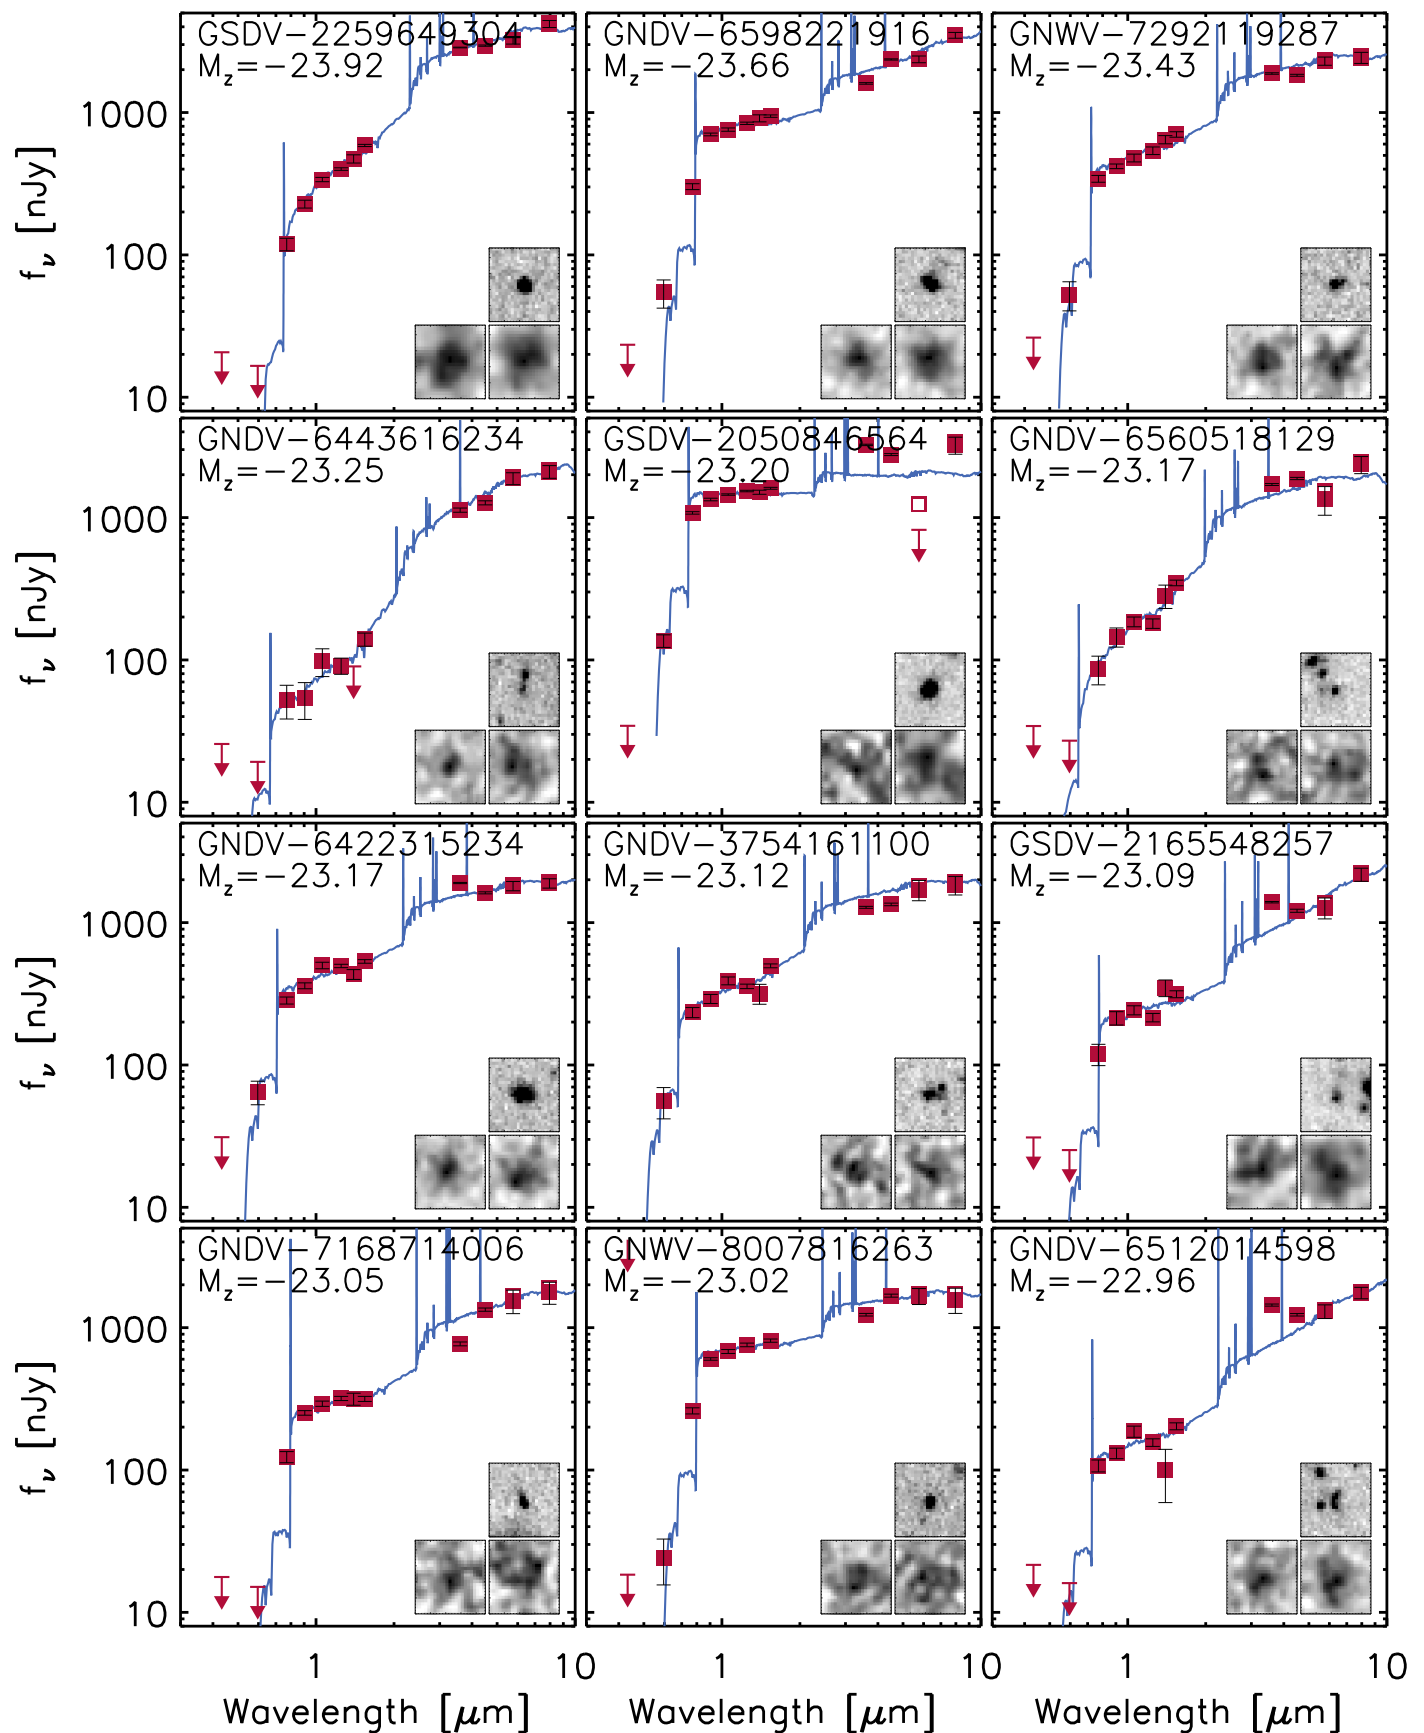 GSDV-2259649304
M_z=-23.92
GNDV-6598221916
M_z=-23.66
GNWV-7292119287
M_z=-23.43
1000
100
10
f_ν [nJy]
GNDV-6443616234
M_z=-23.25
GSDV-2050846564
M_z=-23.20
GNDV-6560518129
M_z=-23.17
1000
100
10
f_ν [nJy]
GNDV-6422315234
M_z=-23.17
GNDV-3754161100
M_z=-23.12
GSDV-2165548257
M_z=-23.09
1000
100
10
f_ν [nJy]
GNDV-7168714006
M_z=-23.05
GNWV-8007816263
M_z=-23.02
GNDV-6512014598
M_z=-22.96
1000
100
10
f_ν [nJy]
1 10 1 10 1 10
Wavelength [μm] Wavelength [μm] Wavelength [μm]